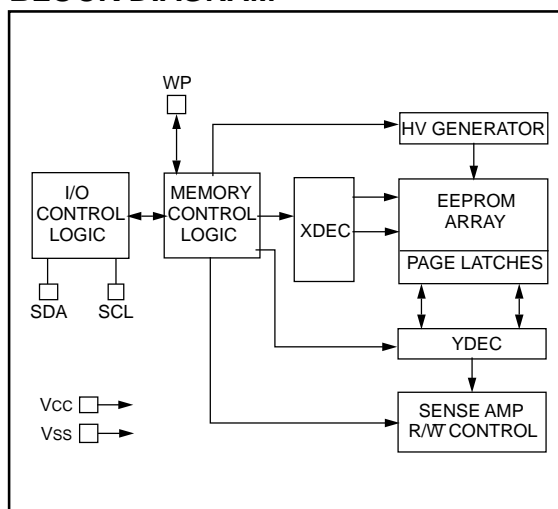 BLOCK DIAGRAM
WP
HV GENERATOR
I/O
CONTROL
LOGIC
MEMORY
CONTROL
LOGIC
XDEC
EEPROM
ARRAY
PAGE LATCHES
SDA
SCL
YDEC
VCC
VSS
SENSE AMP
R/W̅ CONTROL